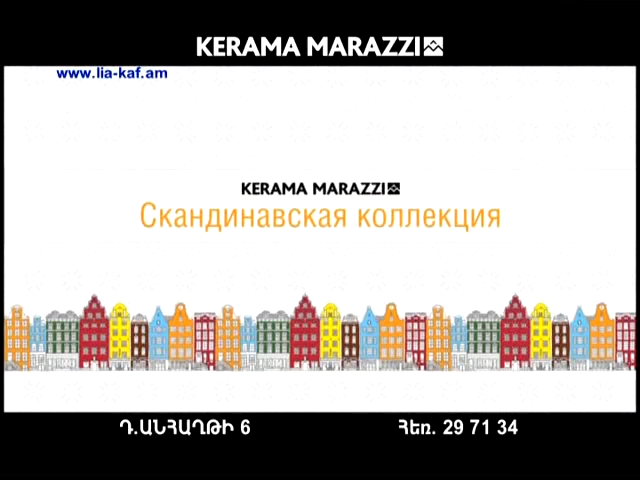 KERAMA MARAZZI
www.lia-kaf.am
KERAMA MARAZZI
Скандинавская коллекция
Դ.ԱՆՀԱՂԹԻ 6
Հեռ. 29 71 34